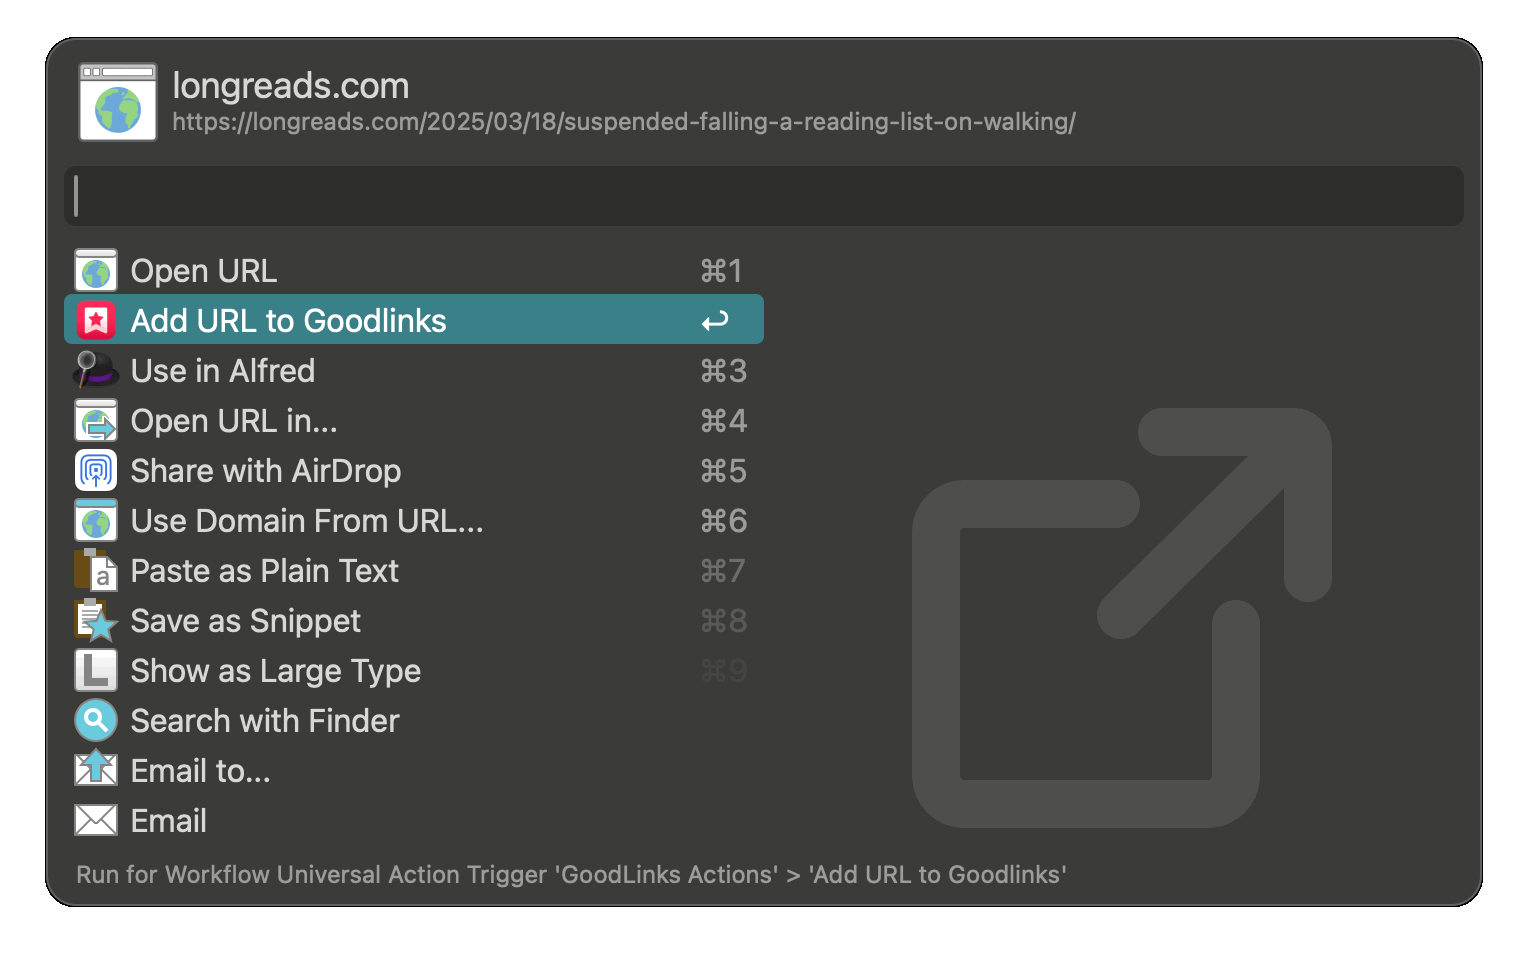 longreads.com
https://longreads.com/2025/03/18/suspended-falling-a-reading-list-on-walking/
Open URL ⌘1
Add URL to Goodlinks ↩
Use in Alfred ⌘3
Open URL in... ⌘4
Share with AirDrop ⌘5
Use Domain From URL... ⌘6
a Paste as Plain Text ⌘7
Save as Snippet ⌘8
L Show as Large Type ⌘9
Search with Finder
Email to...
Email
Run for Workflow Universal Action Trigger 'GoodLinks Actions' > 'Add URL to Goodlinks'